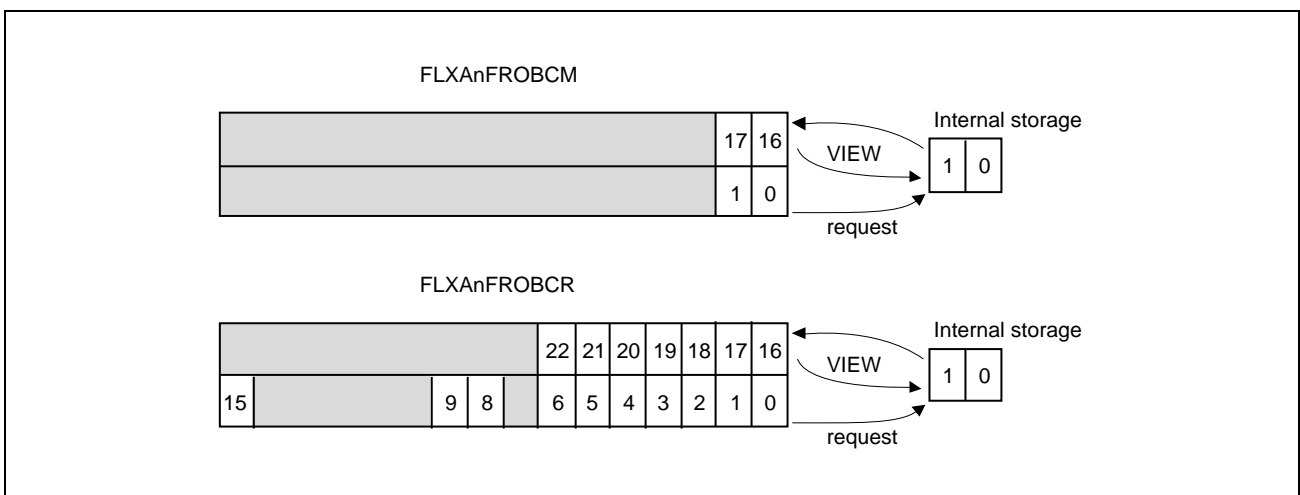 FLXAnFROBCM
Internal storage
17 16
VIEW
1 0
1 0
request
FLXAnFROBCR
Internal storage
22 21 20 19 18 17 16
VIEW
1 0
15 9 8 6 5 4 3 2 1 0
request